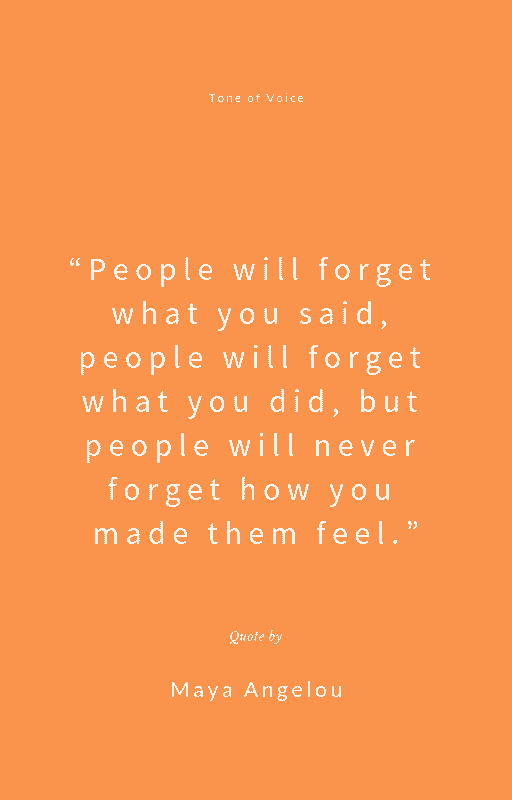 Tone of Voice
“People will forget
what you said,
people will forget
what you did, but
people will never
forget how you
made them feel.”
Quote by
Maya Angelou